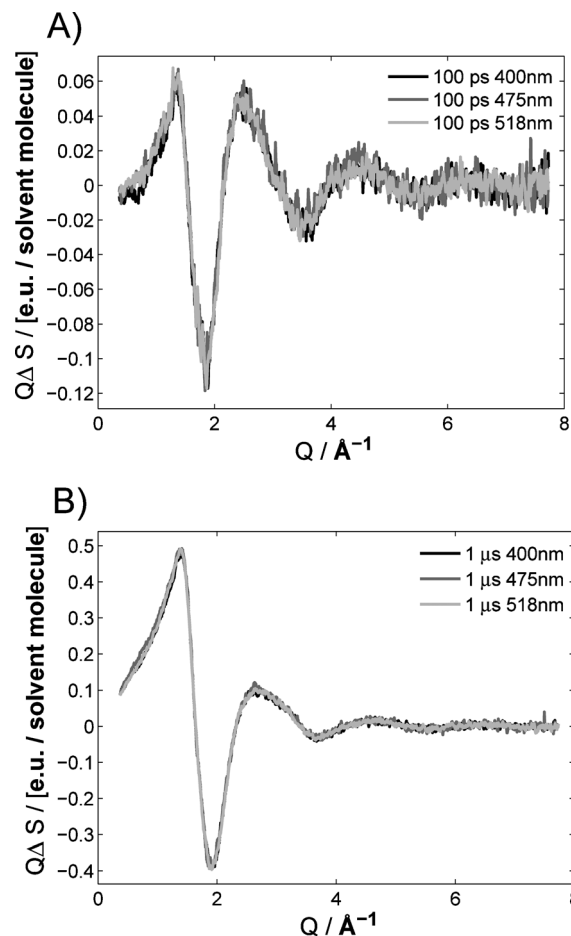 A)
QΔ S / [e.u. / solvent molecule]
0.06
0.04
0.02
0
−0.02
−0.04
−0.06
−0.08
−0.1
−0.12
100 ps 400nm
100 ps 475nm
100 ps 518nm
0 2 4 6 8
Q / Å⁻¹
B)
QΔ S / [e.u. / solvent molecule]
0.5
0.4
0.3
0.2
0.1
0
−0.1
−0.2
−0.3
−0.4
1 μs 400nm
1 μs 475nm
1 μs 518nm
0 2 4 6 8
Q / Å⁻¹